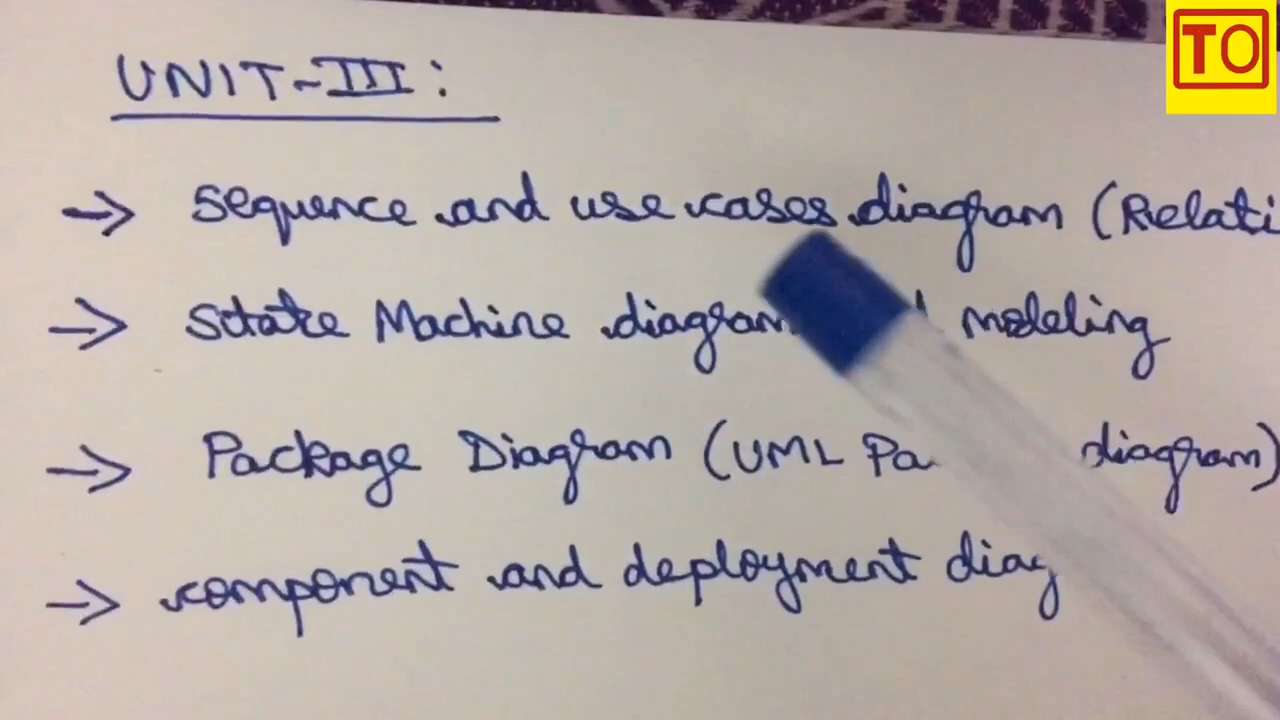 TO
UNIT-III:
→ sequence and use cases diagram (Relati
→ State Machine diagram modeling
→ Package Diagram (UML Pa diagram)
→ component and deployment diag